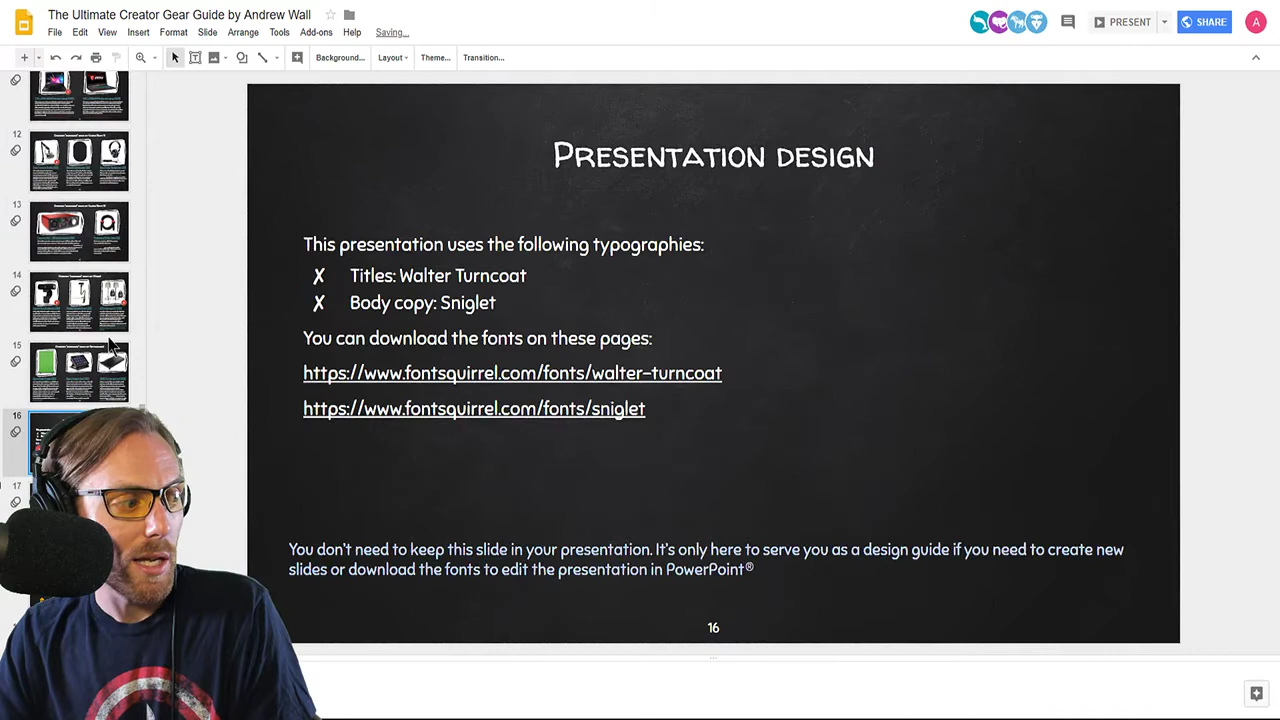 The Ultimate Creator Gear Guide by Andrew Wall
File Edit View Insert Format Slide Arrange Tools Add-ons Help Saving...
PRESENT
SHARE
A
Background... Layout Theme... Transition...
12
13
14
15
16
17
Presentation design
This presentation uses the following typographies:
✗ Titles: Walter Turncoat
✗ Body copy: Sniglet
You can download the fonts on these pages:
https://www.fontsquirrel.com/fonts/walter-turncoat
https://www.fontsquirrel.com/fonts/sniglet
You don't need to keep this slide in your presentation. It's only here to serve you as a design guide if you need to create new
slides or download the fonts to edit the presentation in PowerPoint®
16